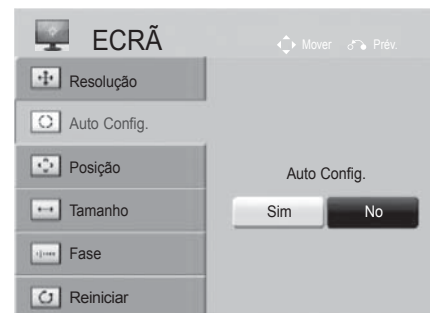 ECRÃ
Mover Prév.
Resolução
Auto Config.
Posição
Tamanho
Fase
Reiniciar
Auto Config.
Sim No